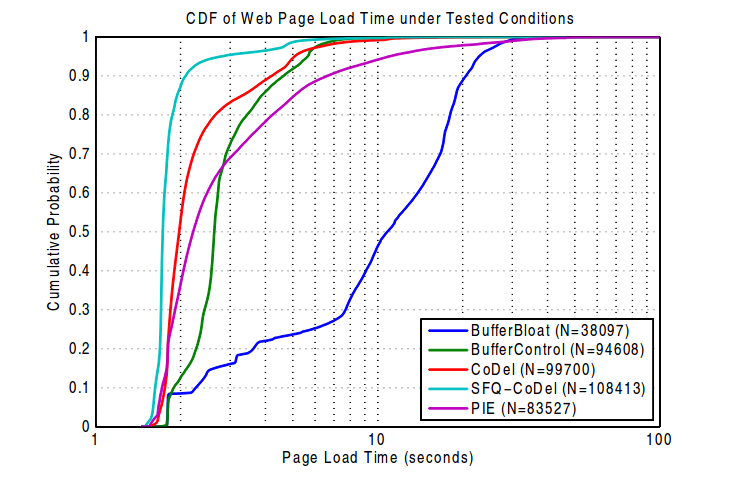 CDF of Web Page Load Time under Tested Conditions
1
0.9
0.8
0.7
0.6
0.5
0.4
0.3
0.2
0.1
0
Cumulative Probability
BufferBloat (N=38097)
BufferControl (N=94608)
CoDel (N=99700)
SFQ-CoDel (N=108413)
PIE (N=83527)
1 10 100
Page Load Time (seconds)